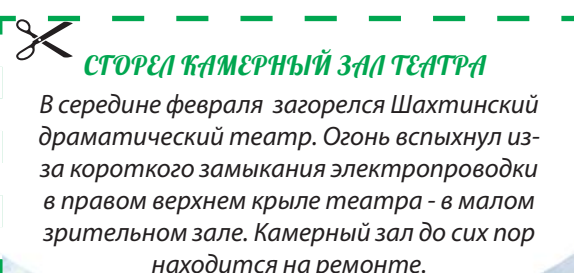 СГОРЕЛ КАМЕРНЫЙ ЗАЛ ТЕАТРА
В середине февраля загорелся Шахтинский
драматический театр. Огонь вспыхнул из-
за короткого замыкания электропроводки
в правом верхнем крыле театра - в малом
зрительном зале. Камерный зал до сих пор
находится на ремонте.